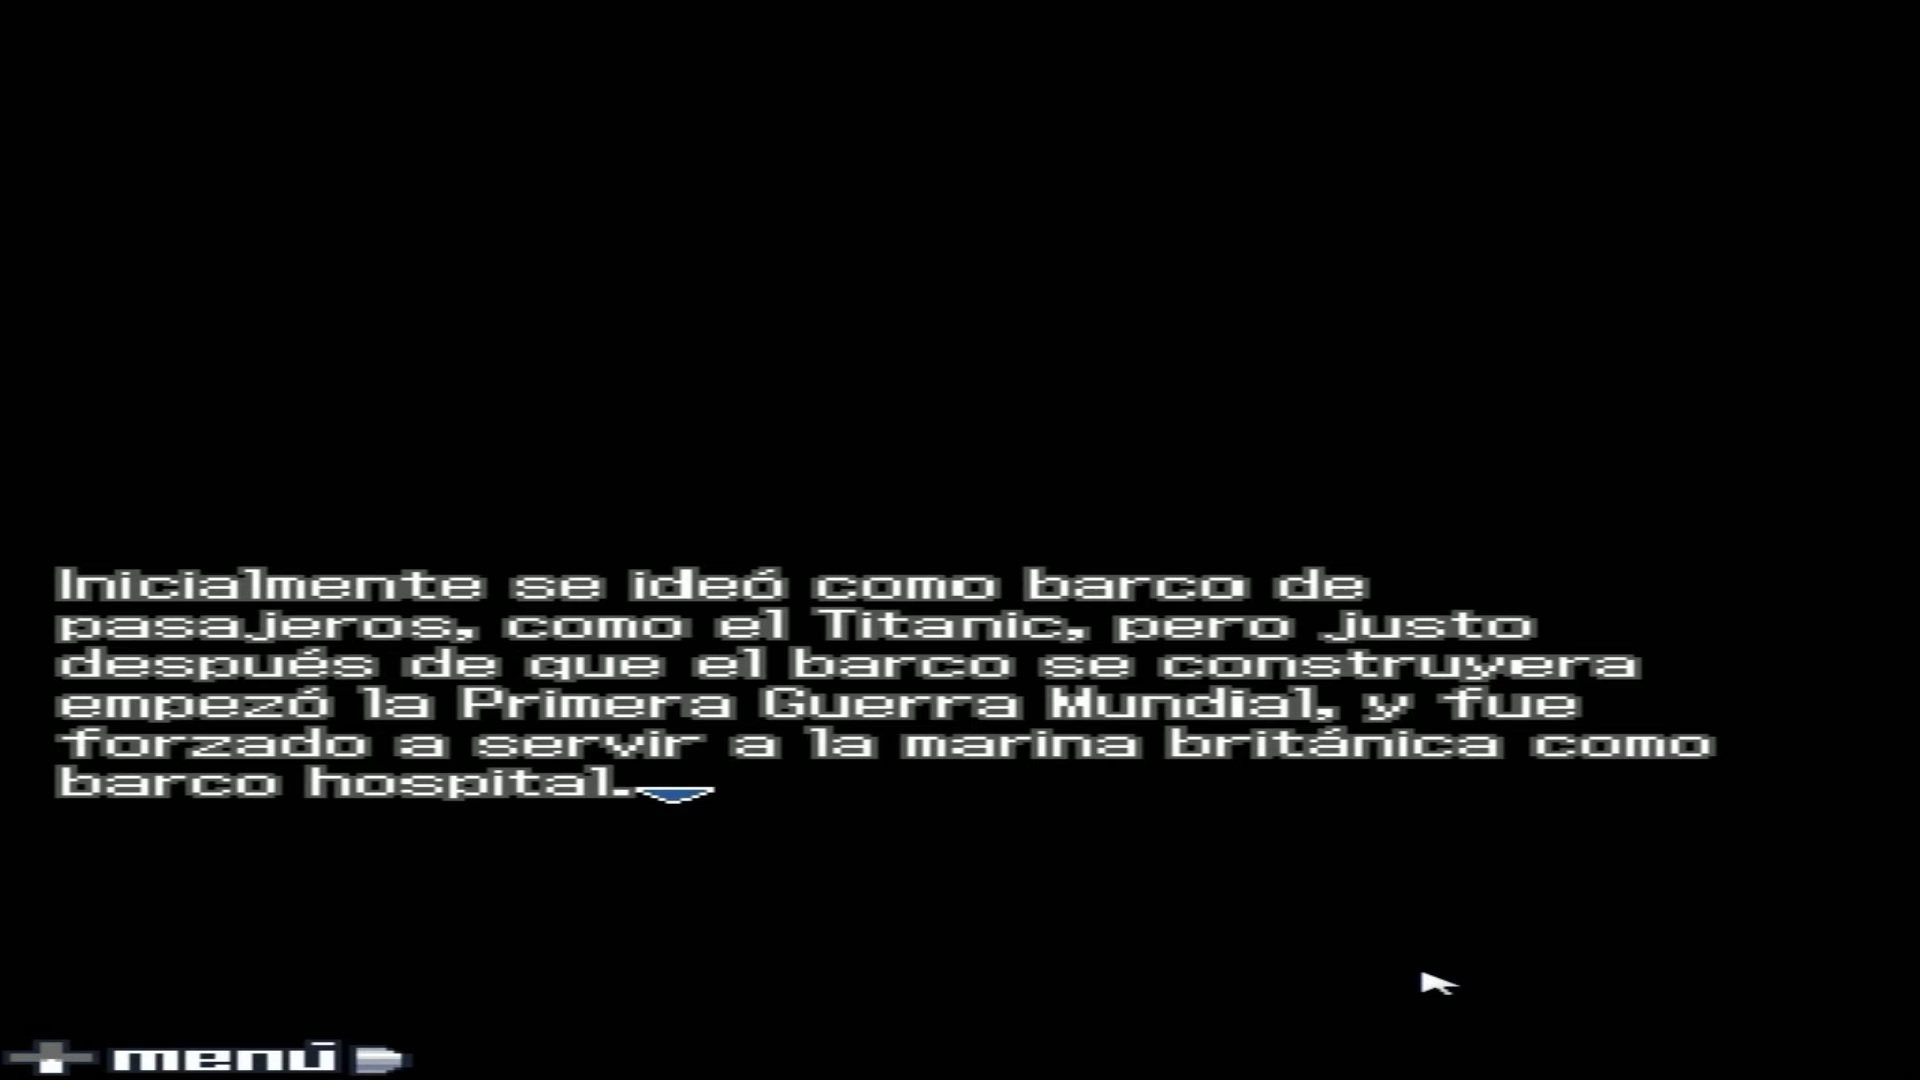 Inicialmente se ideó como barco de
pasajeros, como el Titanic, pero justo
después de que el barco se construyera
empezó la Primera Guerra Mundial, y fue
forzado a servir a la marina británica como
barco hospital.
menú